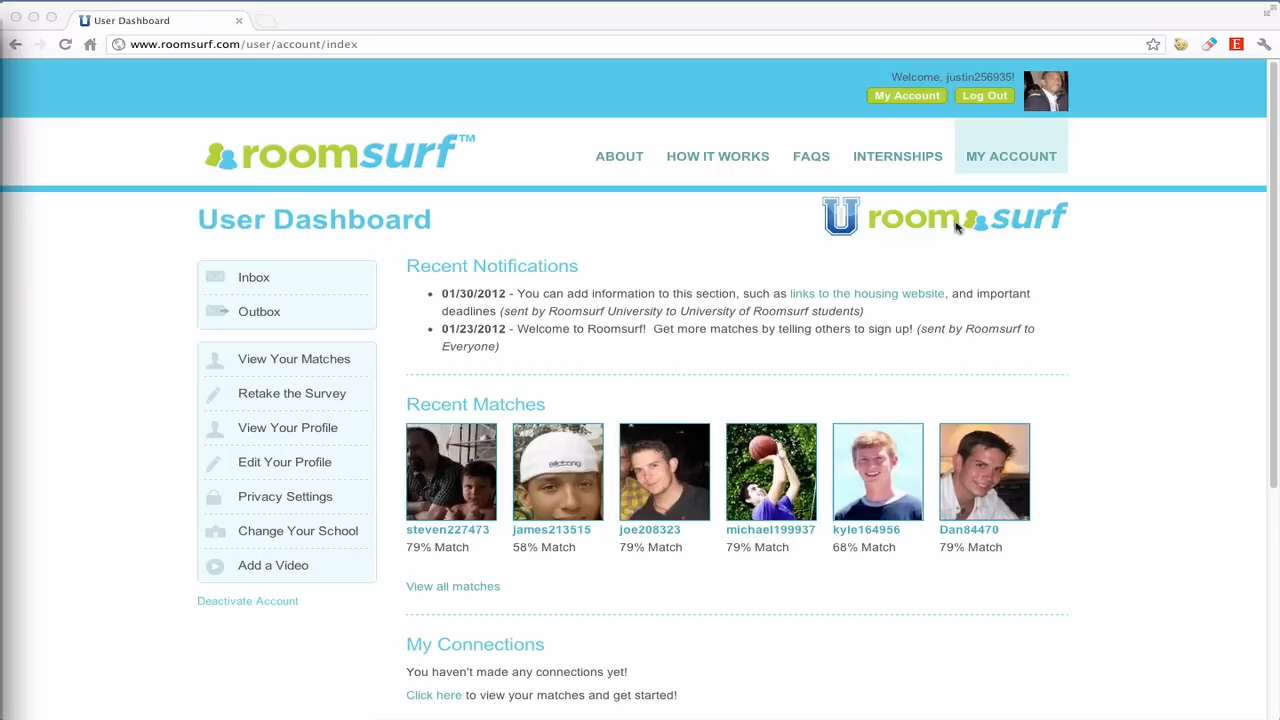 User Dashboard
www.roomsurf.com/user/account/index
Welcome, justin256935!
My Account
Log Out
roomsurf™
ABOUT
HOW IT WORKS
FAQS
INTERNSHIPS
MY ACCOUNT
User Dashboard
U roomsurf
Inbox
Outbox
View Your Matches
Retake the Survey
View Your Profile
Edit Your Profile
Privacy Settings
Change Your School
Add a Video
Deactivate Account
Recent Notifications
• 01/30/2012 - You can add information to this section, such as links to the housing website, and important
deadlines (sent by Roomsurf University to University of Roomsurf students)
• 01/23/2012 - Welcome to Roomsurf! Get more matches by telling others to sign up! (sent by Roomsurf to
Everyone)
Recent Matches
Billabong
steven227473
79% Match
james213515
58% Match
joe208323
79% Match
michael199937
79% Match
kyle164956
68% Match
Dan84470
79% Match
View all matches
My Connections
You haven't made any connections yet!
Click here to view your matches and get started!